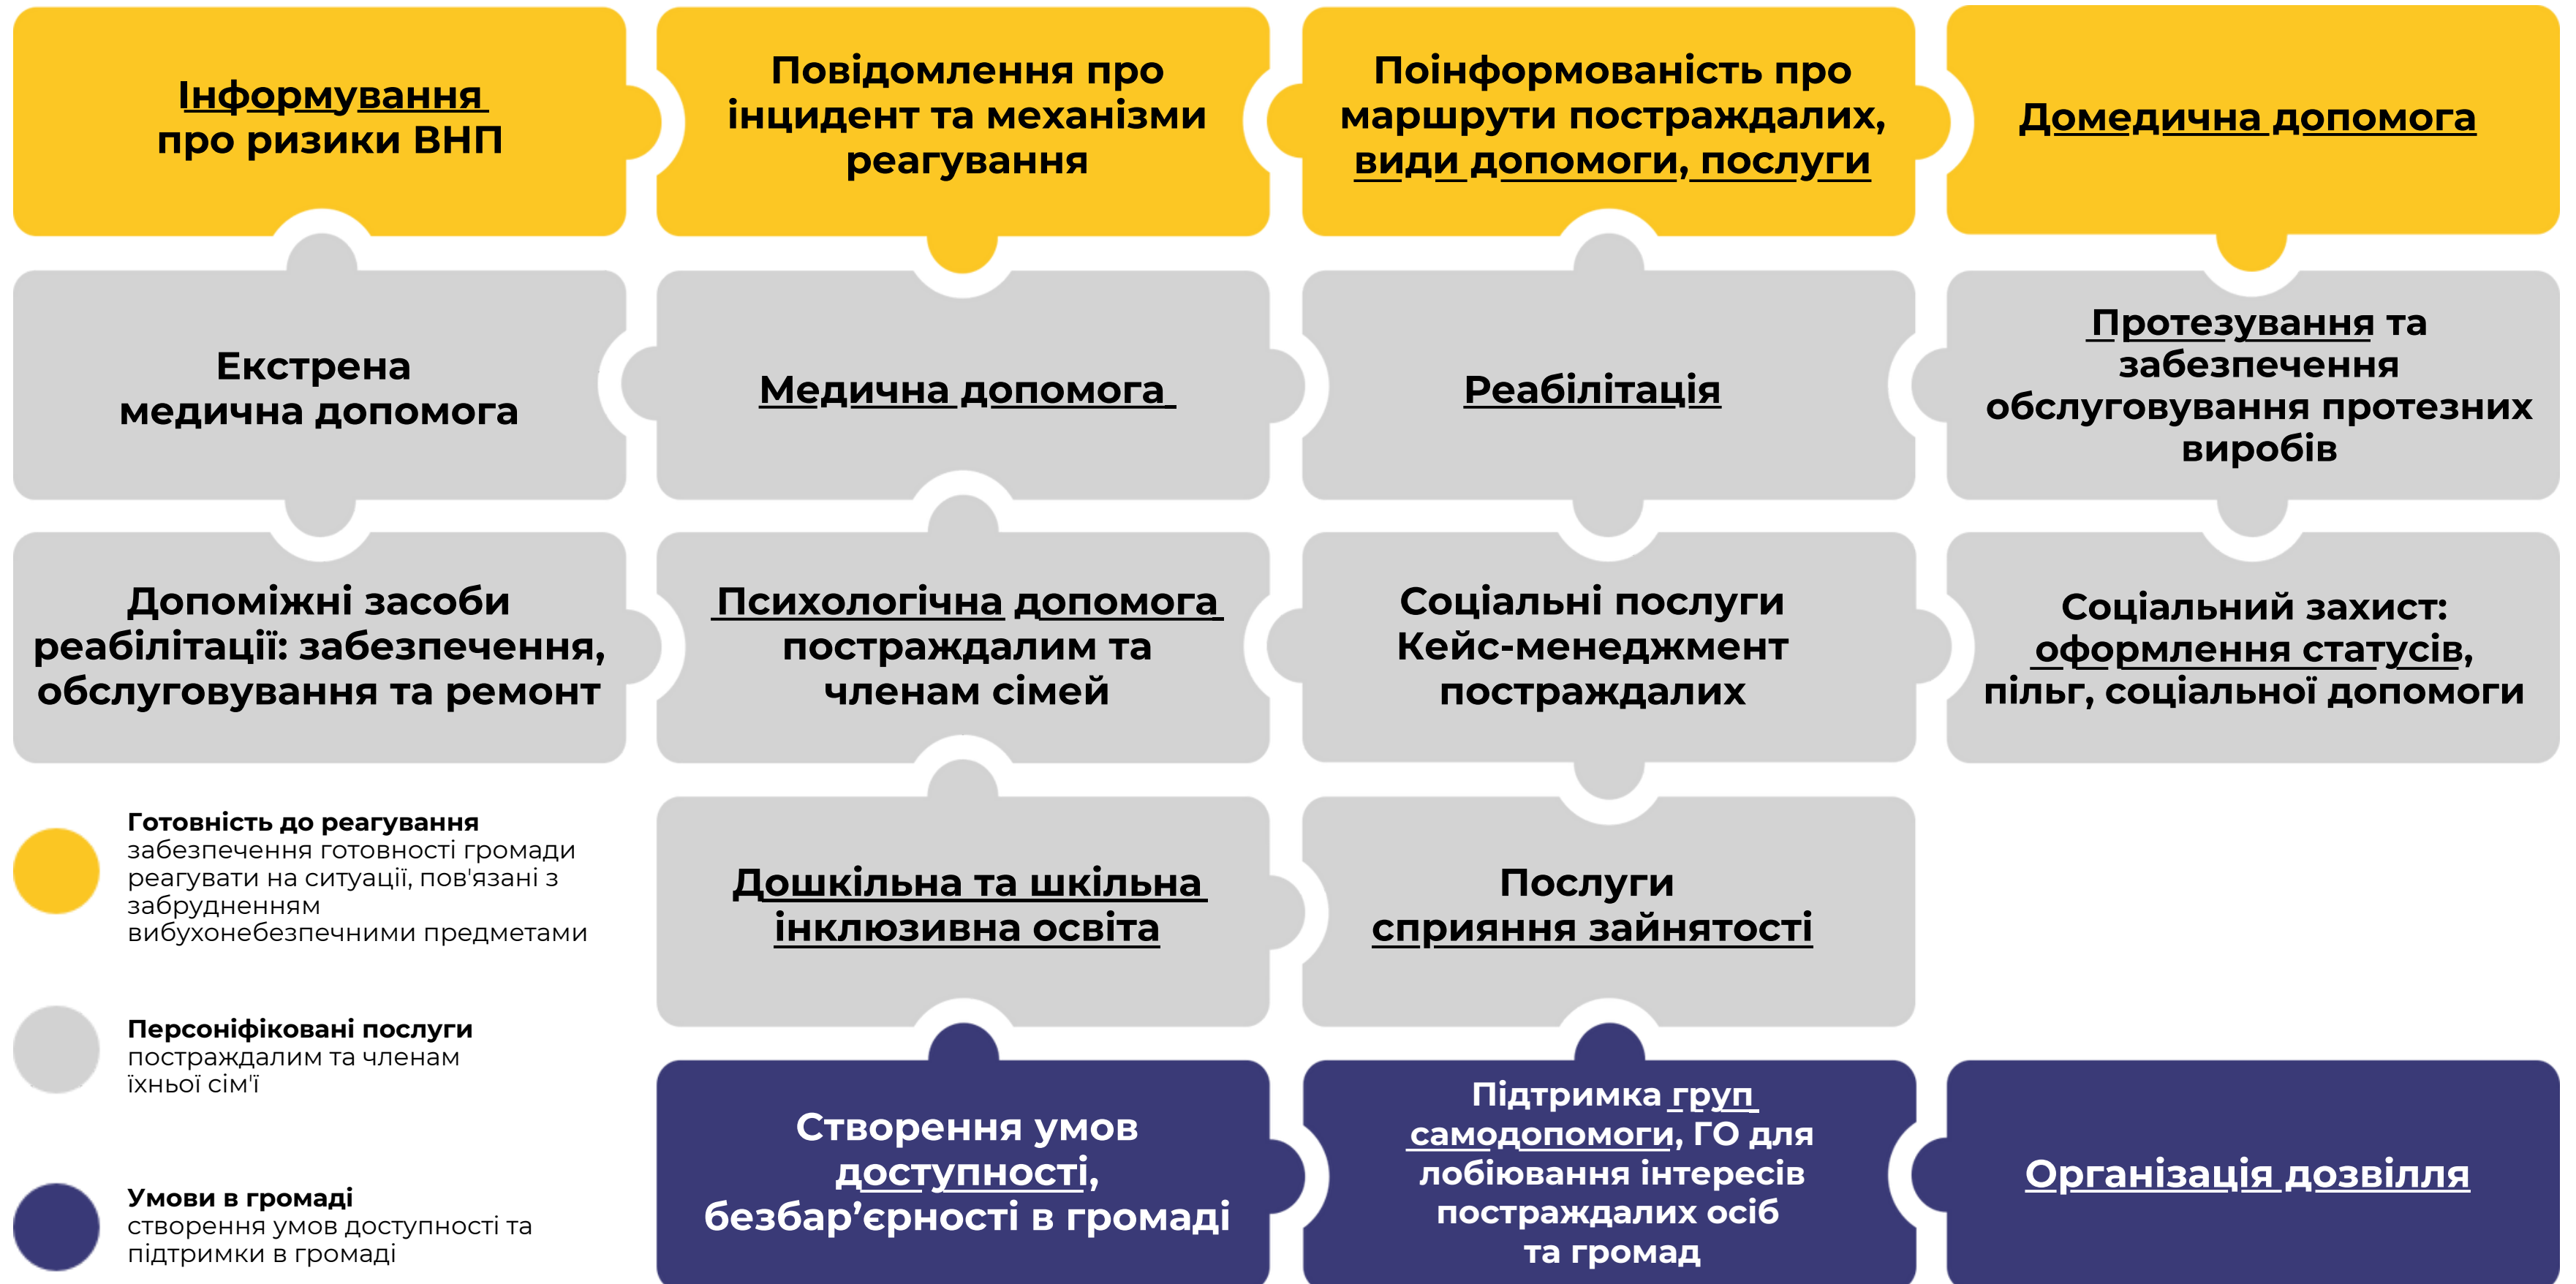 Інформування
про ризики ВНП
Повідомлення про
інцидент та механізми
реагування
Поінформованість про
маршрути постраждалих,
види допомоги, послуги
Домедична допомога
Екстрена
медична допомога
Медична допомога
Реабілітація
Протезування та
забезпечення
обслуговування протезних
виробів
Допоміжні засоби
реабілітації: забезпечення,
обслуговування та ремонт
Психологічна допомога
постраждалим та
членам сімей
Соціальні послуги
Кейс-менеджмент
постраждалих
Соціальний захист:
оформлення статусів,
пільг, соціальної допомоги
Готовність до реагування
забезпечення готовності громади
реагувати на ситуації, пов'язані з
забрудненням
вибухонебезпечними предметами
Дошкільна та шкільна
інклюзивна освіта
Послуги
сприяння зайнятості
Персоніфіковані послуги
постраждалим та членам
їхньої сім'ї
Умови в громаді
створення умов доступності та
підтримки в громаді
Створення умов
доступності,
безбар’єрності в громаді
Підтримка груп
самодопомоги, ГО для
лобіювання інтересів
постраждалих осіб
та громад
Організація дозвілля